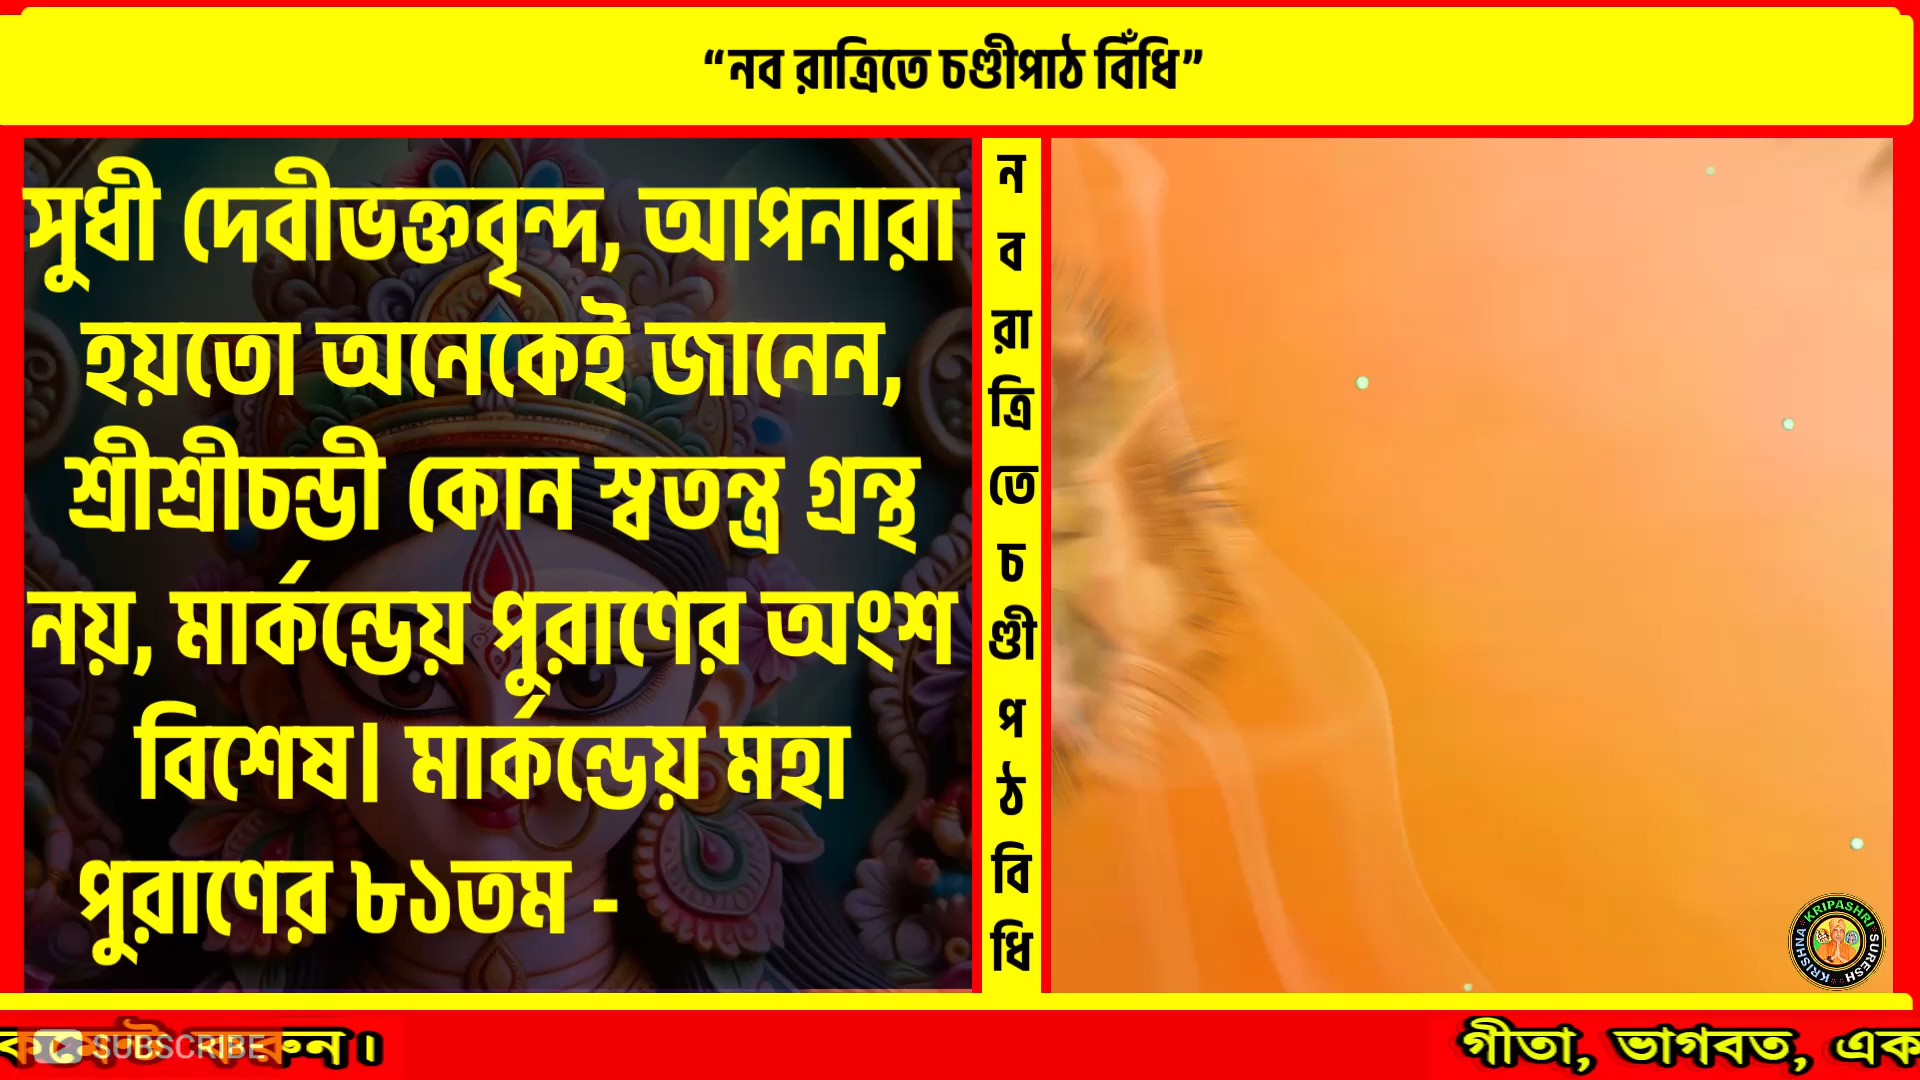 “নব রাত্রিতে চণ্ডীপাঠ বিঁধি”
সুধী দেবীভক্তবৃন্দ, আপনারা
হয়তো অনেকেই জানেন,
শ্রীশ্রীচন্ডী কোন স্বতন্ত্র গ্রন্থ
নয়, মার্কন্ডেয় পুরাণের অংশ
বিশেষ। মার্কন্ডেয় মহা
পুরাণের ৮১তম -
ন
ব
রা
ত্রি
তে
চ
ণ্ডী
প
ঠ
বি
ধি
KRISHNA KRIPASHRI SURESH
করুন।
SUBSCRIBE
গীতা, ভাগবত, এক